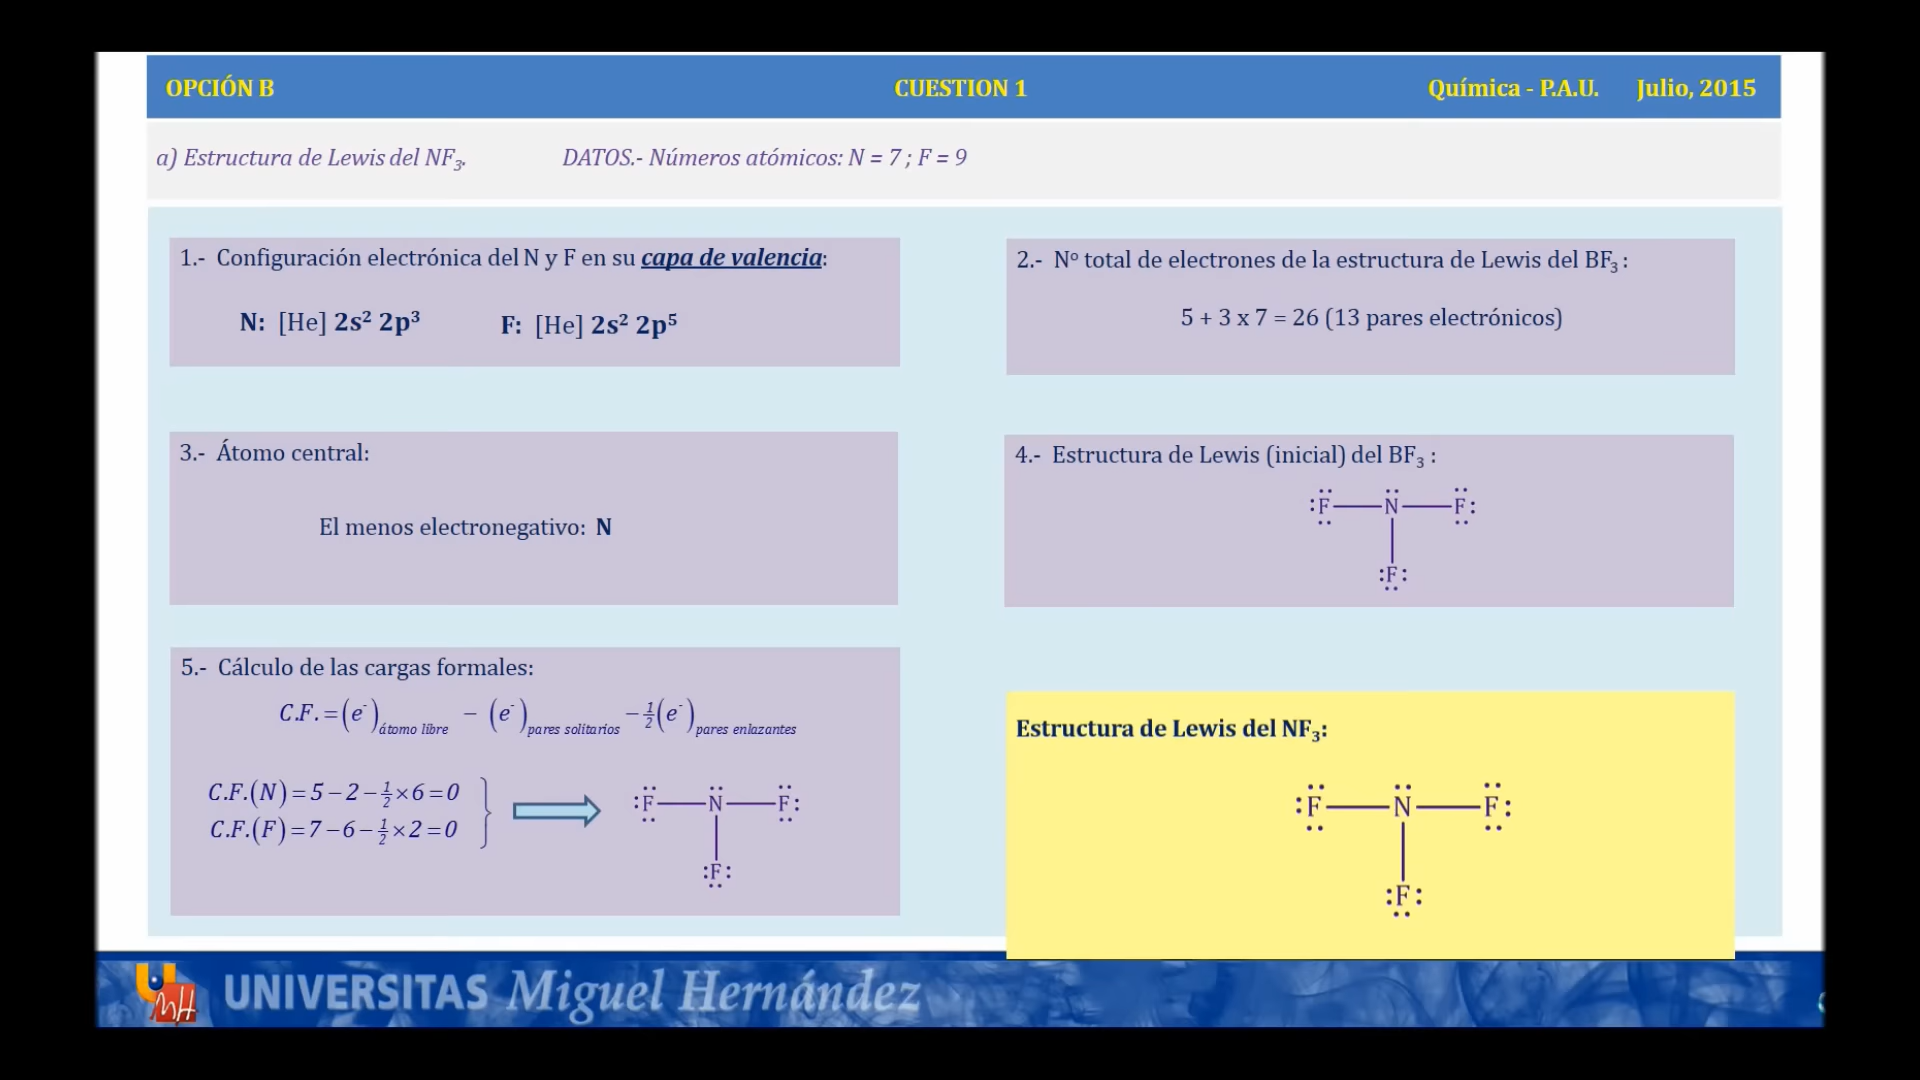 OPCIÓN B CUESTION 1 Química - P.A.U. Julio, 2015
a) Estructura de Lewis del NF₃. DATOS.- Números atómicos: N = 7 ; F = 9
1.- Configuración electrónica del N y F en su capa de valencia:
N: [He] 2s² 2p³ F: [He] 2s² 2p⁵
2.- Nº total de electrones de la estructura de Lewis del BF₃ :
5 + 3 x 7 = 26 (13 pares electrónicos)
3.- Átomo central:
El menos electronegativo: N
4.- Estructura de Lewis (inicial) del BF₃ :
F N F
F
5.- Cálculo de las cargas formales:
C.F. = (e⁻)átomo libre − (e⁻)pares solitarios − ½(e⁻)pares enlazantes
C.F.(N) = 5 − 2 − ½ × 6 = 0
C.F.(F) = 7 − 6 − ½ × 2 = 0
F N F
F
Estructura de Lewis del NF₃:
F N F
F
UNIVERSITAS Miguel Hernández